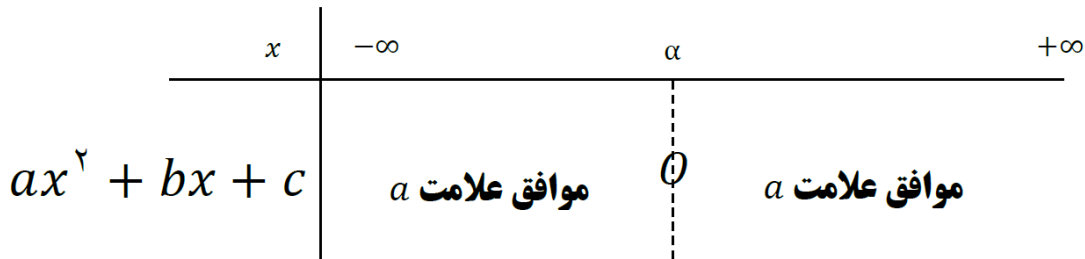 x −∞ α +∞
ax۲ + bx + c موافق علامت a 0 موافق علامت a